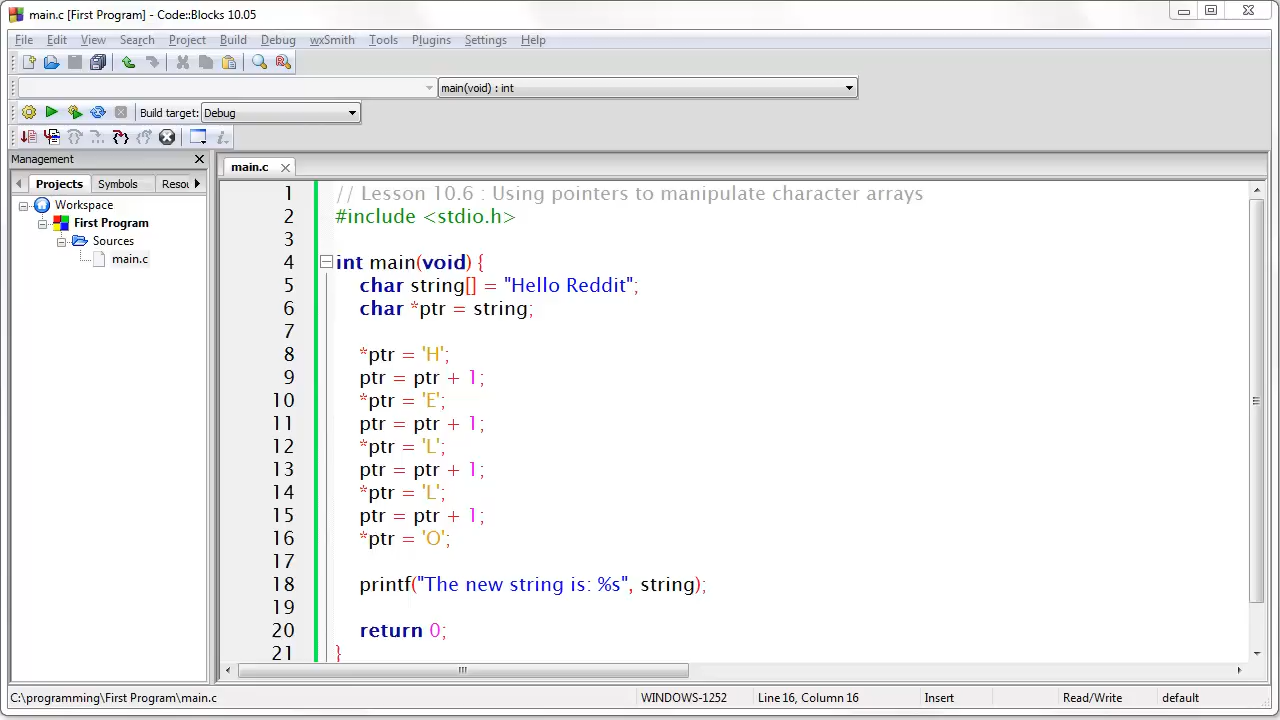 main.c [First Program] - Code::Blocks 10.05
File Edit View Search Project Build Debug wxSmith Tools Plugins Settings Help
main(void) : int
Build target: Debug
Management
Projects Symbols Resou
main.c
Workspace
First Program
Sources
main.c
1 // Lesson 10.6 : Using pointers to manipulate character arrays
2 #include <stdio.h>
3
4 int main(void) {
5 char string[] = "Hello Reddit";
6 char *ptr = string;
7
8 *ptr = 'H';
9 ptr = ptr + 1;
10 *ptr = 'E';
11 ptr = ptr + 1;
12 *ptr = 'L';
13 ptr = ptr + 1;
14 *ptr = 'L';
15 ptr = ptr + 1;
16 *ptr = 'O';
17
18 printf("The new string is: %s", string);
19
20 return 0;
21 }
C:\programming\First Program\main.c WINDOWS-1252 Line 16, Column 16 Insert Read/Write default